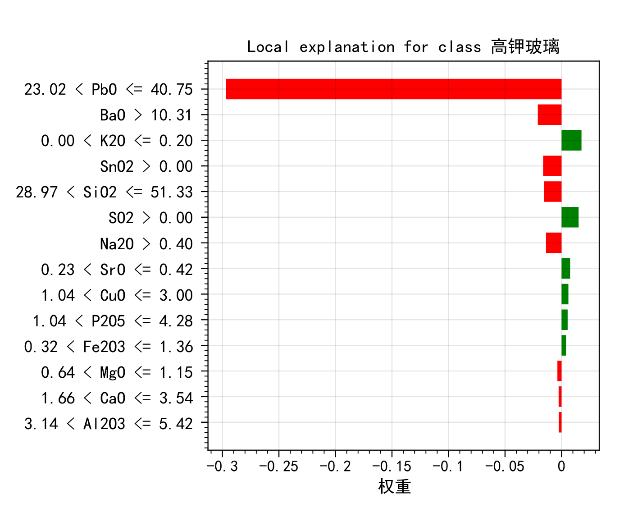 Local explanation for class 高钾玻璃
23.02 < PbO <= 40.75
BaO > 10.31
0.00 < K2O <= 0.20
SnO2 > 0.00
28.97 < SiO2 <= 51.33
SO2 > 0.00
Na2O > 0.40
0.23 < SrO <= 0.42
1.04 < CuO <= 3.00
1.04 < P2O5 <= 4.28
0.32 < Fe2O3 <= 1.36
0.64 < MgO <= 1.15
1.66 < CaO <= 3.54
3.14 < Al2O3 <= 5.42
-0.3 -0.25 -0.2 -0.15 -0.1 -0.05 0
权重